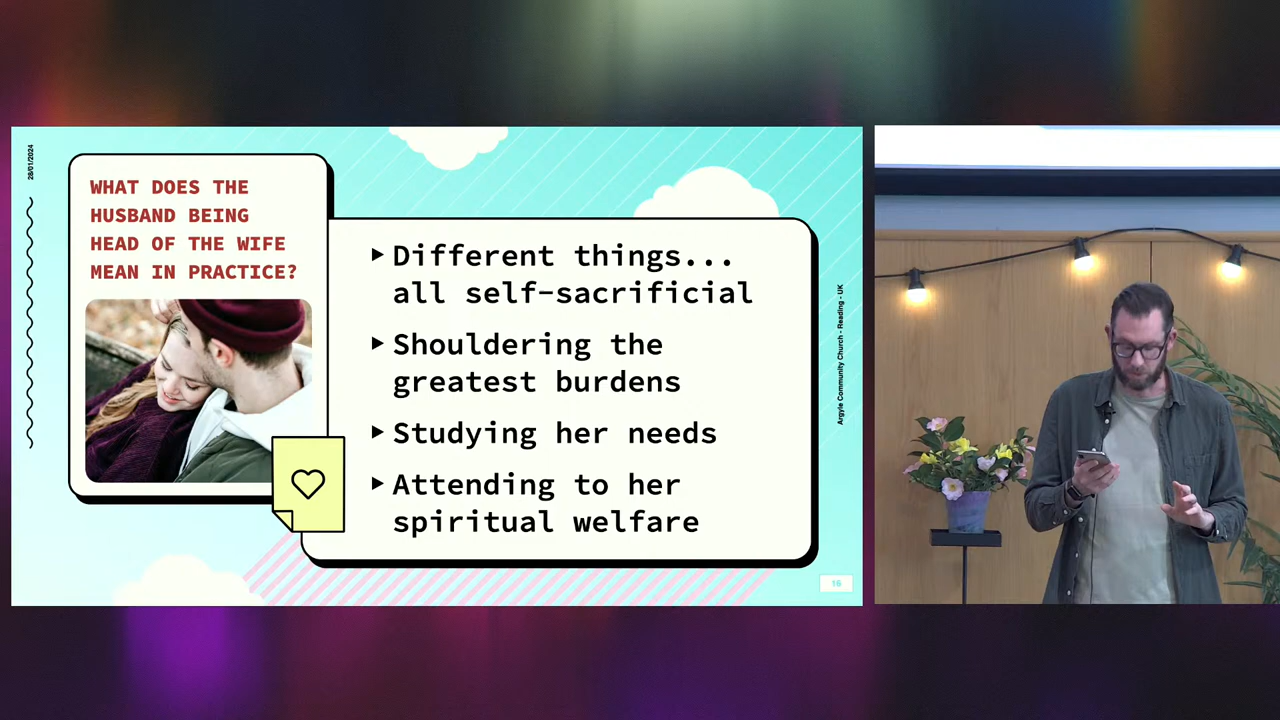 28/01/2024
WHAT DOES THE
HUSBAND BEING
HEAD OF THE WIFE
MEAN IN PRACTICE?
Different things...
all self-sacrificial
Shouldering the
greatest burdens
Studying her needs
Attending to her
spiritual welfare
Argyle Community Church - Reading - UK
16